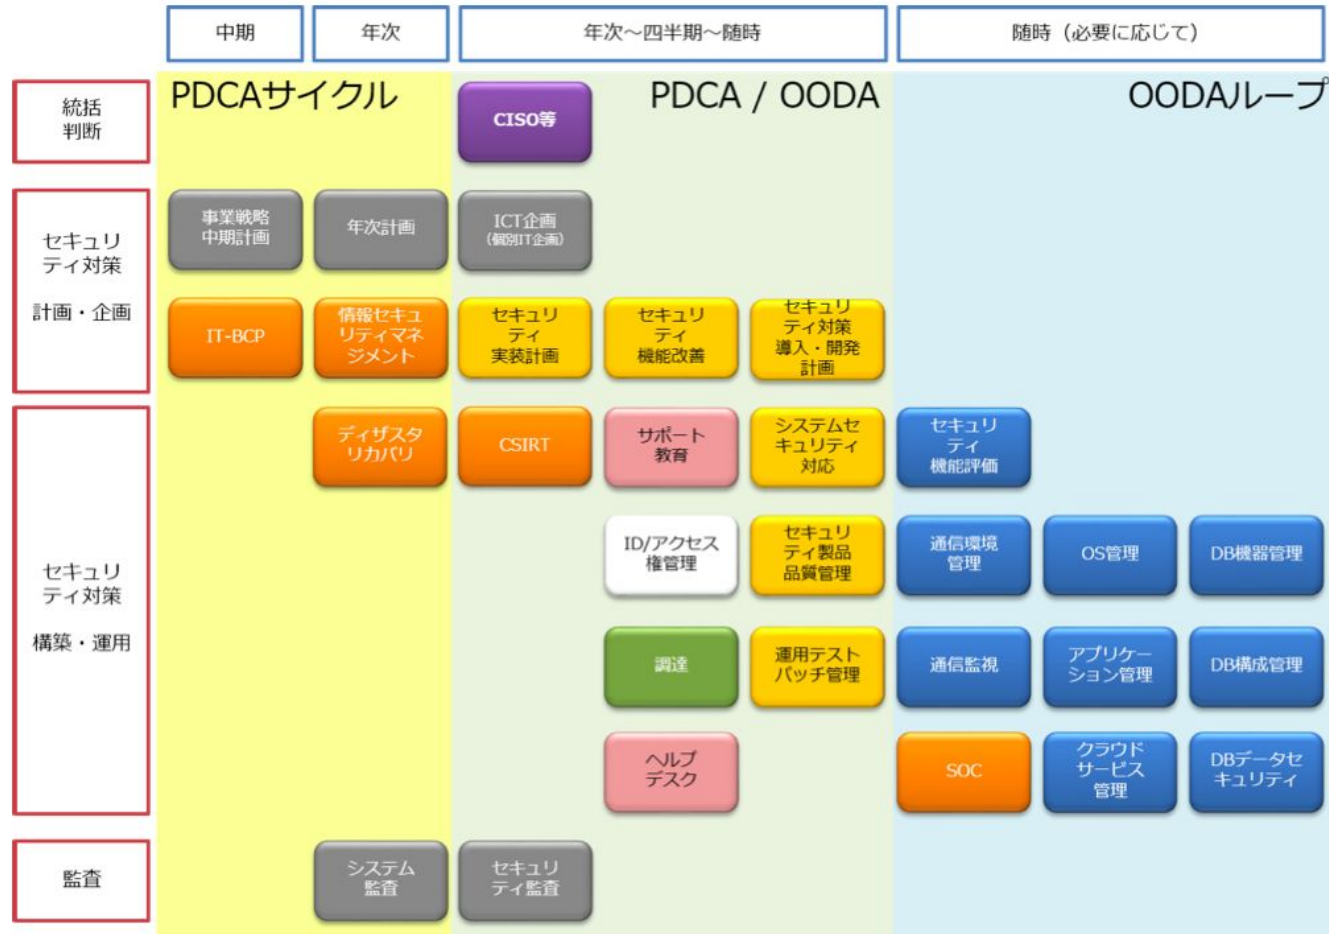 中期
年次
年次～四半期～随時
随時（必要に応じて）
PDCAサイクル
PDCA / OODA
OODAループ
統括
判断
CISO等
セキュリ
ティ対策
計画・企画
事業戦略
中期計画
年次計画
ICT企画
（個別IT企画）
IT-BCP
情報セキュ
リティマネ
ジメント
セキュリ
ティ
実装計画
セキュリ
ティ
機能改善
セキュリ
ティ対策
導入・開発
計画
セキュリ
ティ対策
構築・運用
ディザスタ
リカバリ
CSIRT
サポート
教育
システムセ
キュリティ
対応
セキュリ
ティ
機能評価
ID/アクセス
権管理
セキュリ
ティ製品
品質管理
通信環境
管理
OS管理
DB機器管理
調達
運用テスト
パッチ管理
通信監視
アプリケー
ション管理
DB構成管理
ヘルプ
デスク
SOC
クラウド
サービス
管理
DBデータセ
キュリティ
監査
システム
監査
セキュリ
ティ監査